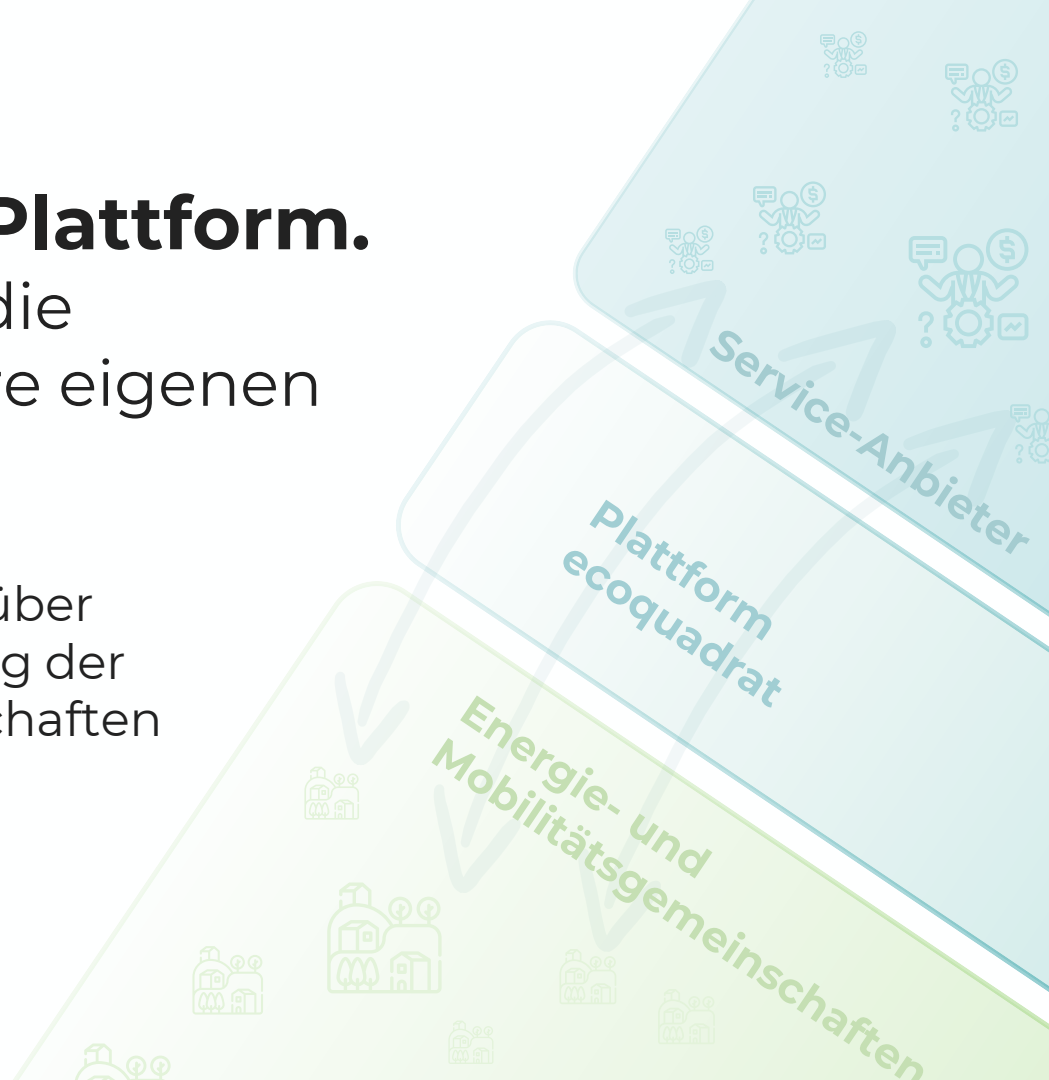 Plattform.
die
re eigenen
über
g der
chaften
Service-Anbieter
Plattform
ecoquadrat
Energie- und
Mobilitätsgemeinschaften